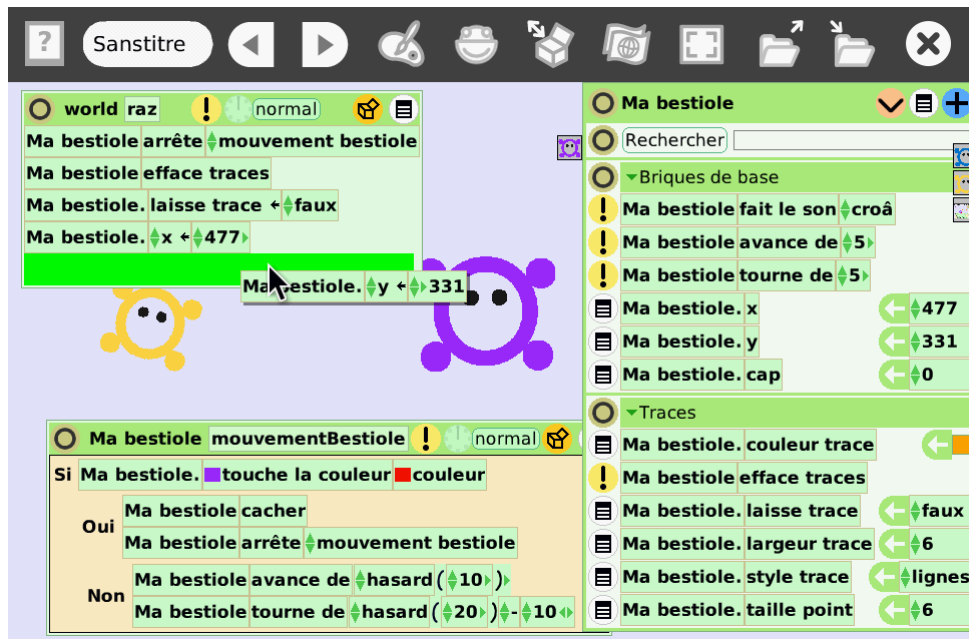 ? Sanstitre
world raz ! normal
Ma bestiole arrête mouvement bestiole
Ma bestiole efface traces
Ma bestiole. laisse trace ← faux
Ma bestiole. x ← 477
Ma bestiole. y ← 331
Ma bestiole mouvementBestiole ! normal
Si Ma bestiole. touche la couleur couleur
Oui
Ma bestiole cacher
Ma bestiole arrête mouvement bestiole
Non
Ma bestiole avance de hasard ( 10 )
Ma bestiole tourne de hasard ( 20 ) - 10
Ma bestiole
Rechercher
Briques de base
! Ma bestiole fait le son croâ
! Ma bestiole avance de 5
! Ma bestiole tourne de 5
Ma bestiole. x 477
Ma bestiole. y 331
Ma bestiole. cap 0
Traces
Ma bestiole. couleur trace
! Ma bestiole efface traces
Ma bestiole. laisse trace faux
Ma bestiole. largeur trace 6
Ma bestiole. style trace lignes
Ma bestiole. taille point 6